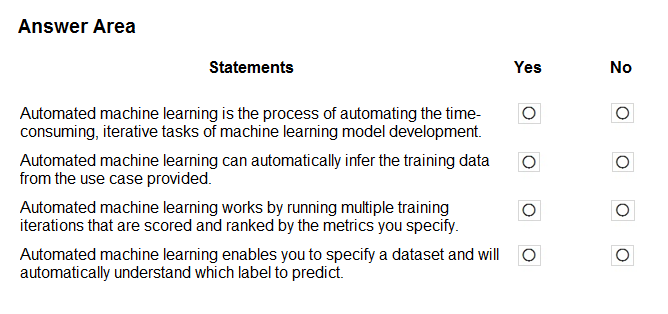 Answer Area
Statements Yes No
Automated machine learning is the process of automating the time-
consuming, iterative tasks of machine learning model development.
Automated machine learning can automatically infer the training data
from the use case provided.
Automated machine learning works by running multiple training
iterations that are scored and ranked by the metrics you specify.
Automated machine learning enables you to specify a dataset and will
automatically understand which label to predict.